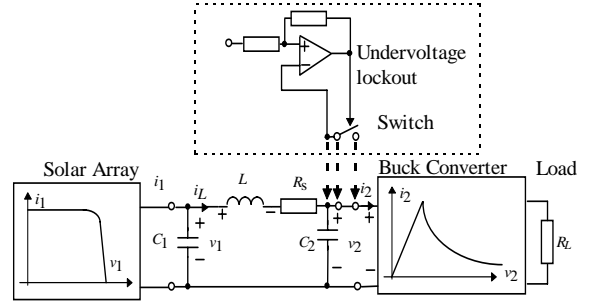 Undervoltage
lockout
Switch
Solar Array
i1
iL
L
Rs
i2
Buck Converter
Load
i1
v1
C1
v1
C2
v2
i2
v2
RL